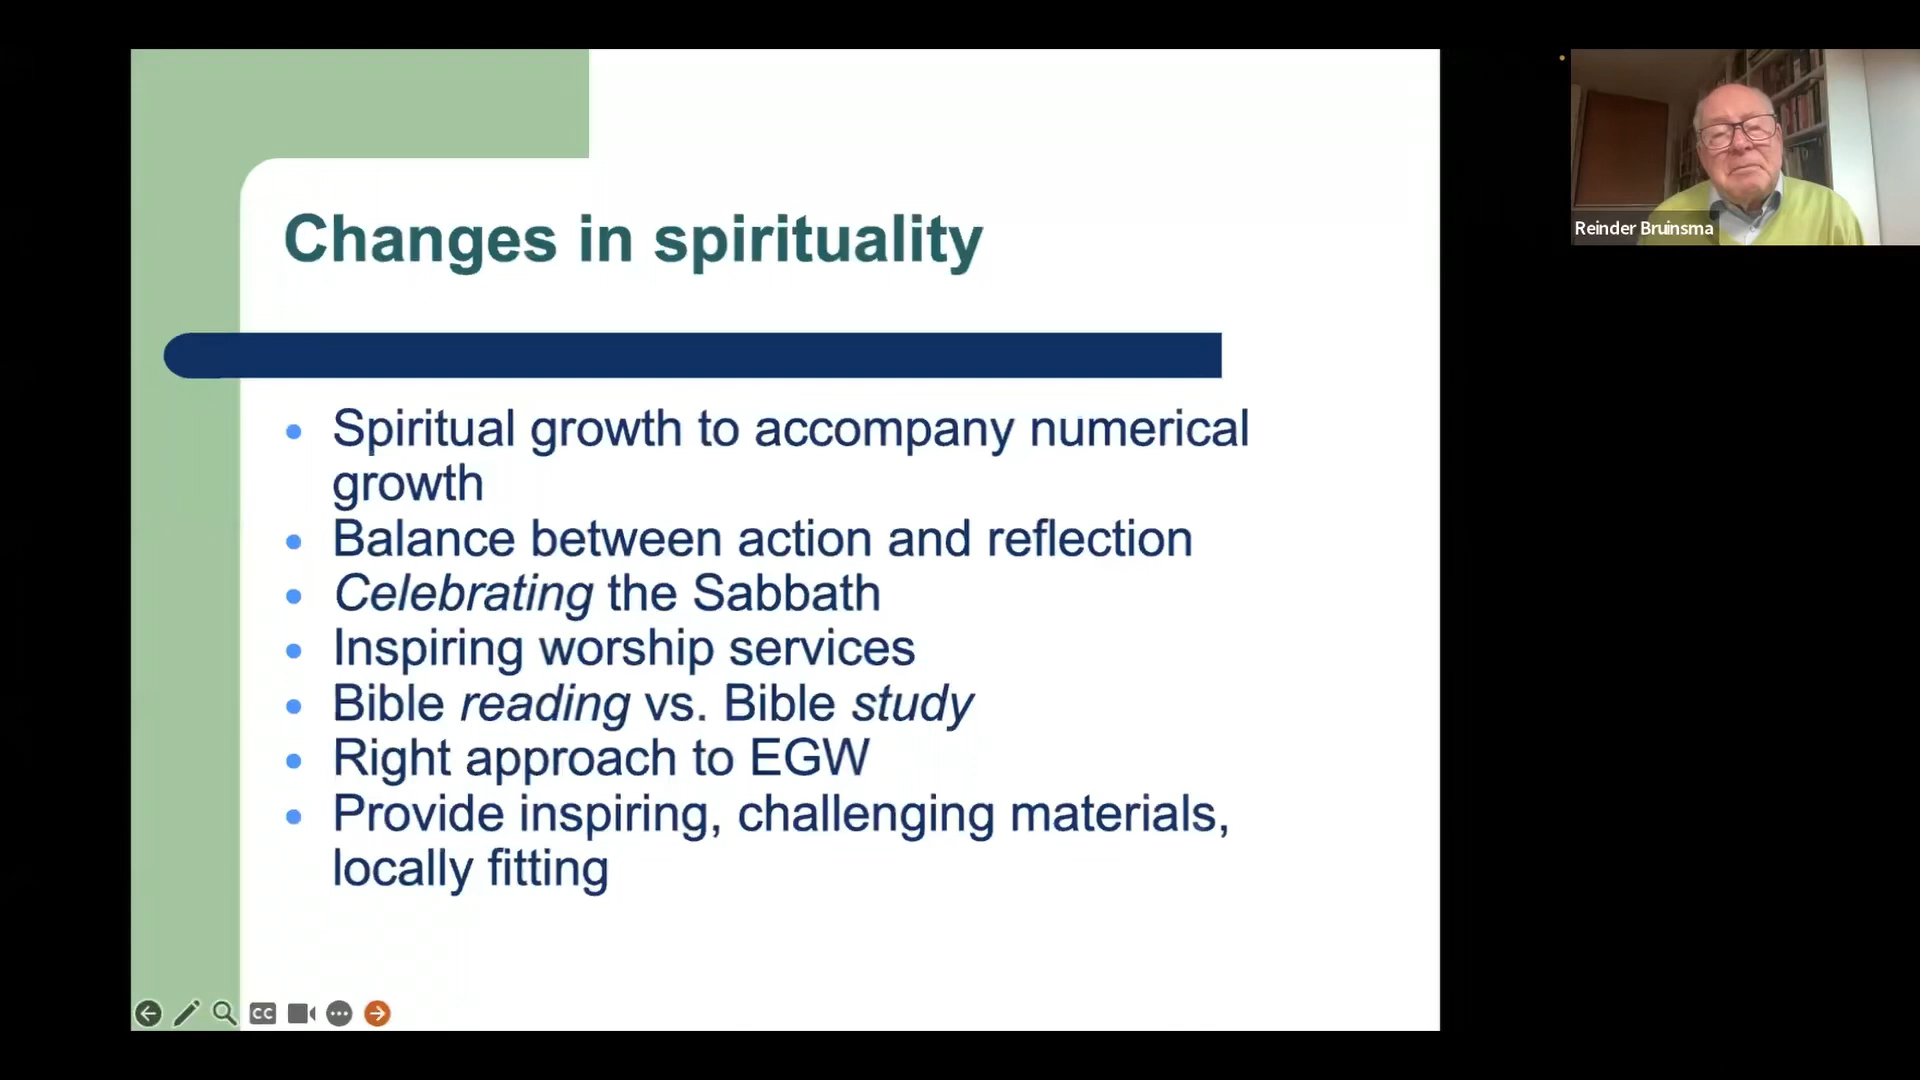 Changes in spirituality
• Spiritual growth to accompany numerical
growth
• Balance between action and reflection
• Celebrating the Sabbath
• Inspiring worship services
• Bible reading vs. Bible study
• Right approach to EGW
• Provide inspiring, challenging materials,
locally fitting
CC
Reinder Bruinsma